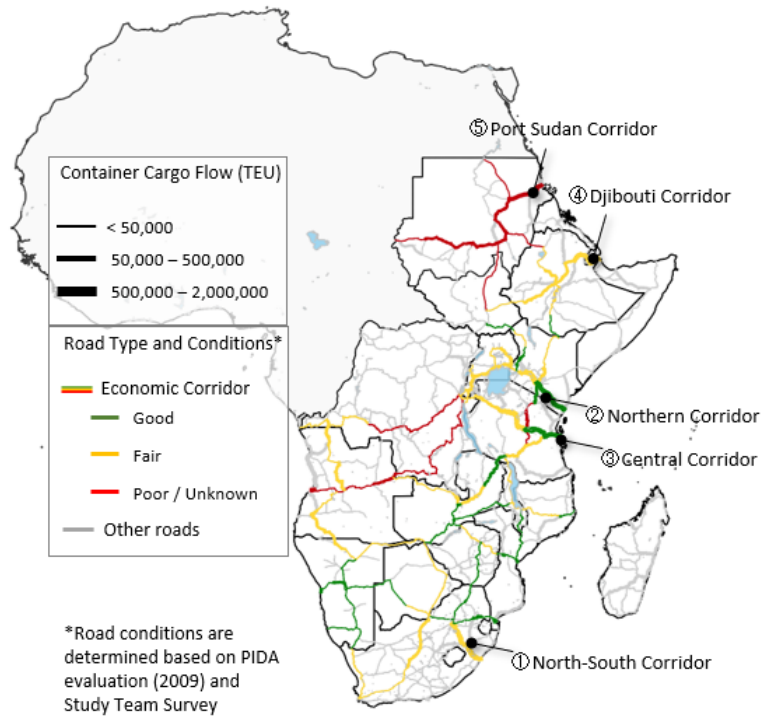 ⑤Port Sudan Corridor
④Djibouti Corridor
Container Cargo Flow (TEU)
< 50,000
50,000 – 500,000
500,000 – 2,000,000
Road Type and Conditions*
Economic Corridor
Good
Fair
Poor / Unknown
Other roads
②Northern Corridor
③Central Corridor
①North-South Corridor
*Road conditions are
determined based on PIDA
evaluation (2009) and
Study Team Survey